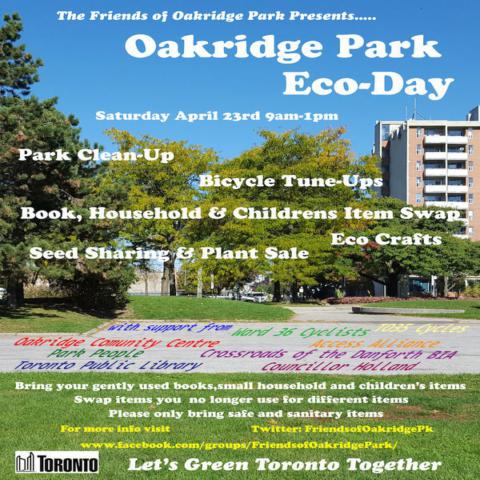 The Friends of Oakridge Park Presents.....
Oakridge Park
Eco-Day
Saturday April 23rd 9am-1pm
Park Clean-Up
Bicycle Tune-Ups
Book, Household & Childrens Item Swap
Eco Crafts
Seed Sharing & Plant Sale
with support from
Ward 36 Cyclists
TO35 Cycles
Oakridge Comunity Centre
Access Alliance
Park People
Crossroads of the Danforth BIA
Toronto Public Library
Councillor Holland
Bring your gently used books,small household and children's items
Swap items you no longer use for different items
Please only bring safe and sanitary items
For more info visit
Twitter: FriendsofOakridgePk
www.facebook.com/groups/FriendsofOakridgePark/
TORONTO
Let's Green Toronto Together